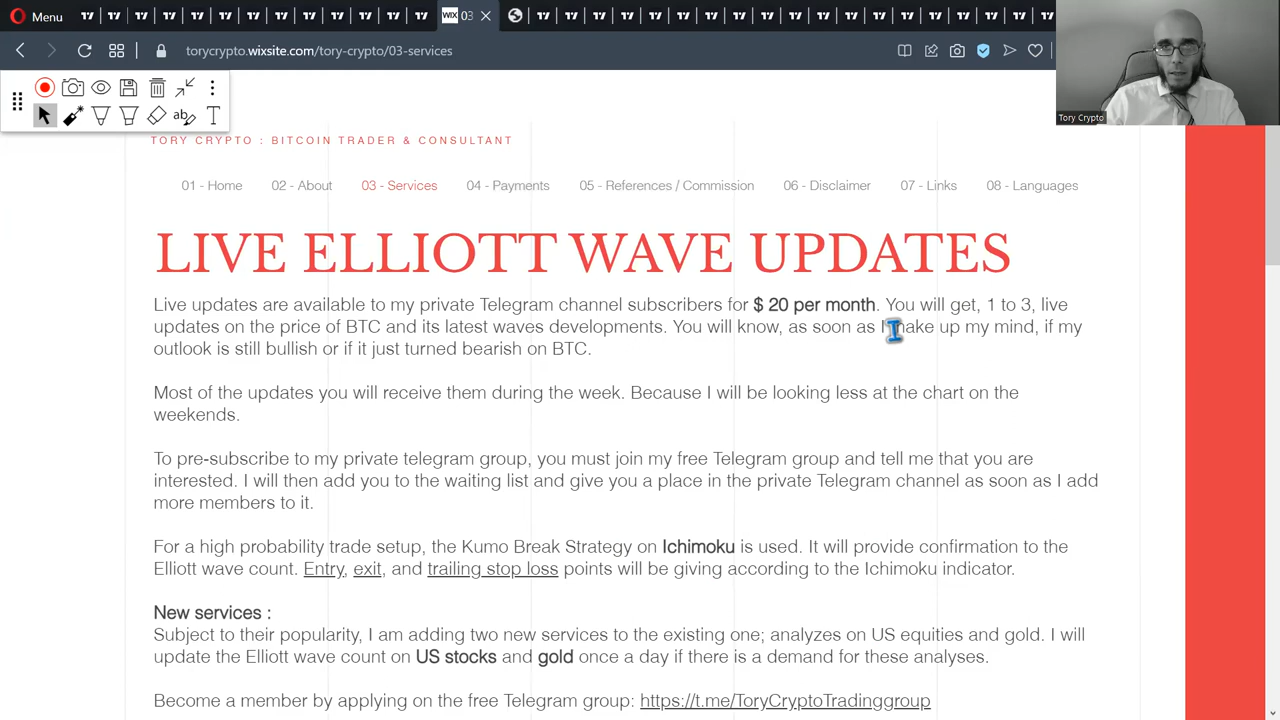 Menu
03
torycrypto.wixsite.com/tory-crypto/03-services
Tory Crypto
TORY CRYPTO : BITCOIN TRADER & CONSULTANT
01 - Home 02 - About 03 - Services 04 - Payments 05 - References / Commission 06 - Disclaimer 07 - Links 08 - Languages
LIVE ELLIOTT WAVE UPDATES
Live updates are available to my private Telegram channel subscribers for $ 20 per month. You will get, 1 to 3, live
updates on the price of BTC and its latest waves developments. You will know, as soon as I make up my mind, if my
outlook is still bullish or if it just turned bearish on BTC.
Most of the updates you will receive them during the week. Because I will be looking less at the chart on the
weekends.
To pre-subscribe to my private telegram group, you must join my free Telegram group and tell me that you are
interested. I will then add you to the waiting list and give you a place in the private Telegram channel as soon as I add
more members to it.
For a high probability trade setup, the Kumo Break Strategy on Ichimoku is used. It will provide confirmation to the
Elliott wave count. Entry, exit, and trailing stop loss points will be giving according to the Ichimoku indicator.
New services :
Subject to their popularity, I am adding two new services to the existing one; analyzes on US equities and gold. I will
update the Elliott wave count on US stocks and gold once a day if there is a demand for these analyses.
Become a member by applying on the free Telegram group: https://t.me/ToryCryptoTradinggroup